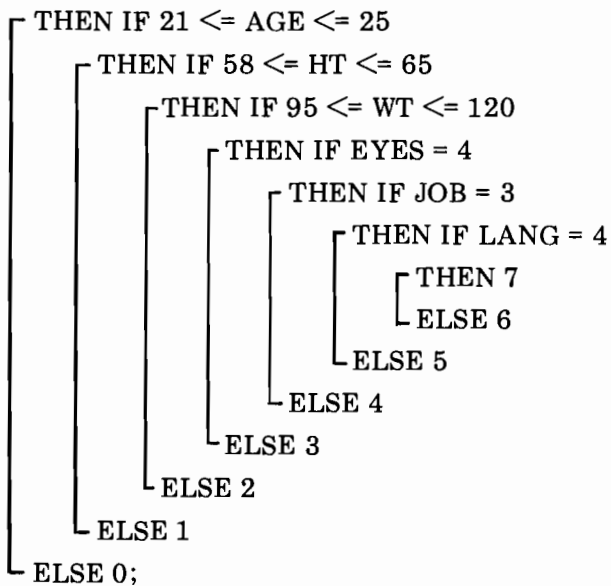 THEN IF 21 <= AGE <= 25
THEN IF 58 <= HT <= 65
THEN IF 95 <= WT <= 120
THEN IF EYES = 4
THEN IF JOB = 3
THEN IF LANG = 4
THEN 7
ELSE 6
ELSE 5
ELSE 4
ELSE 3
ELSE 2
ELSE 1
ELSE 0;